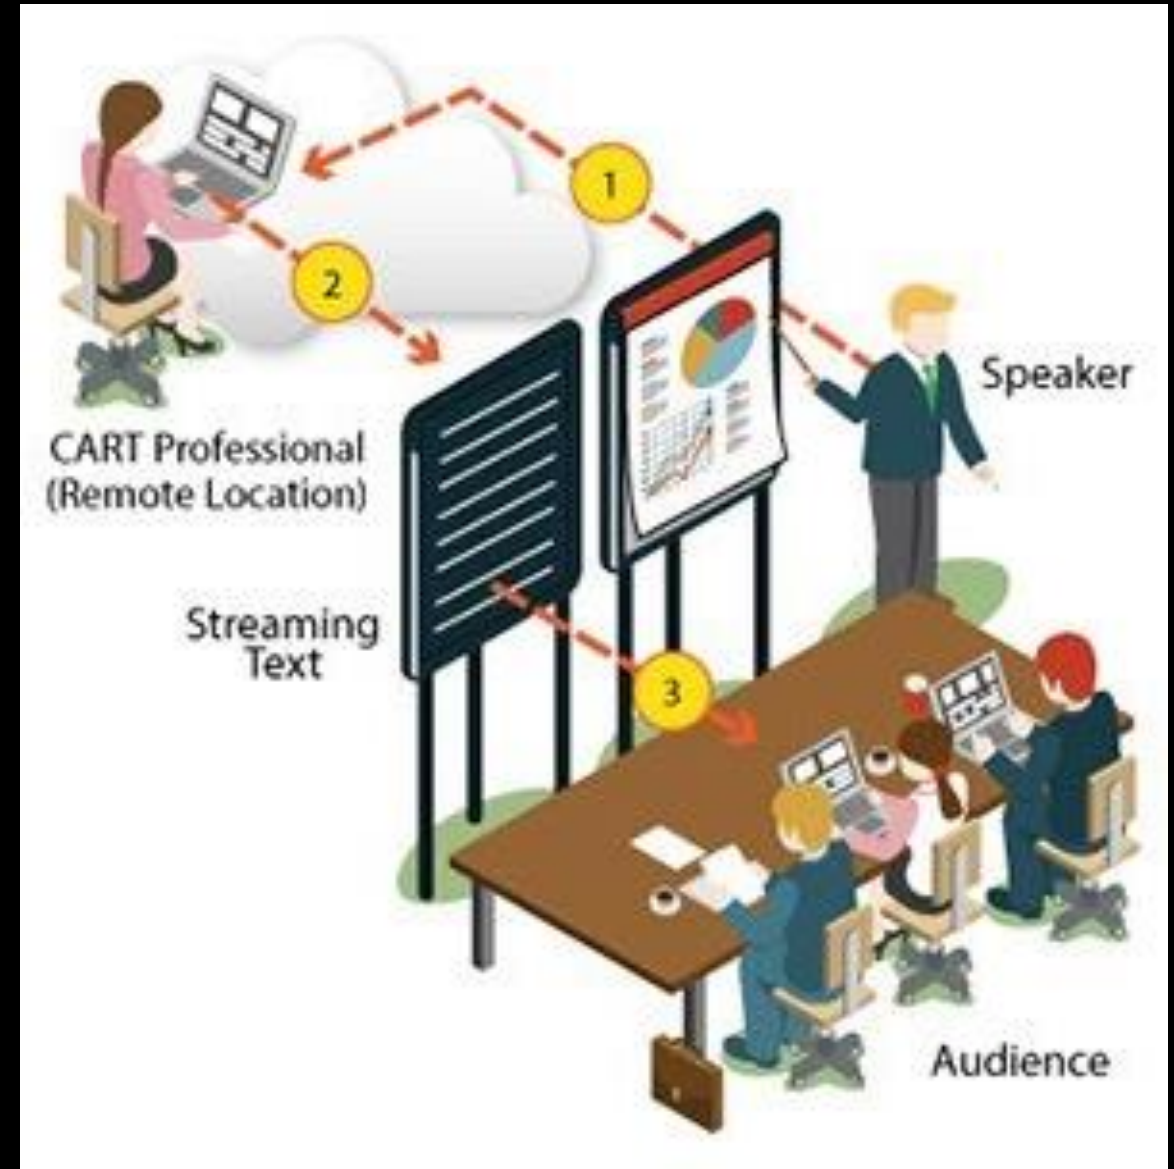 1
2
Speaker
CART Professional
(Remote Location)
Streaming
Text
3
Audience